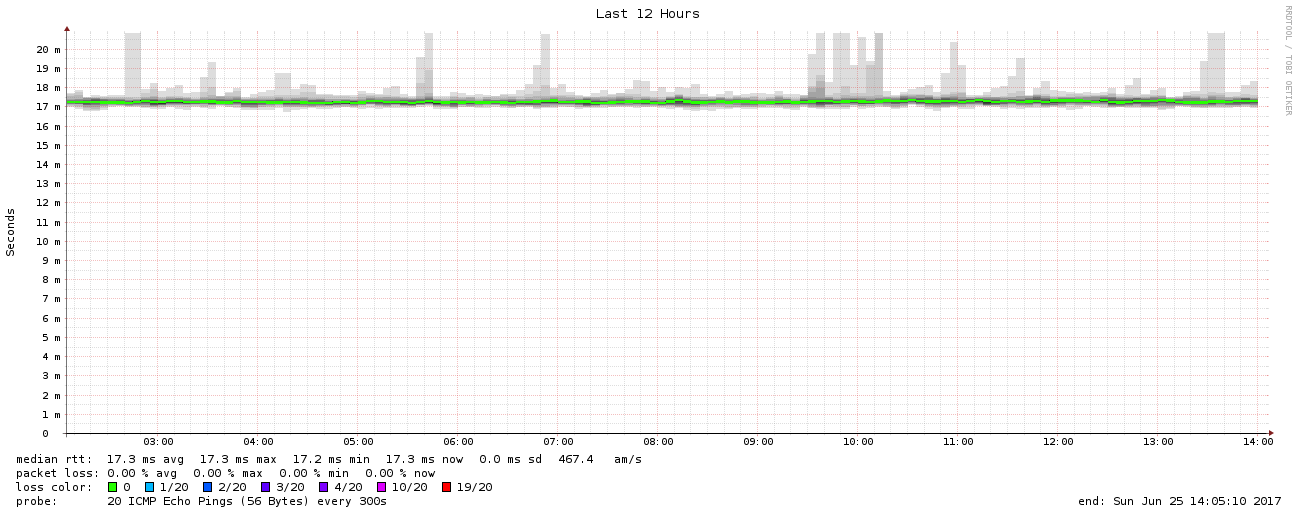 Last 12 Hours
RRDTOOL / TOBI OETIKER
Seconds
20 m
19 m
18 m
17 m
16 m
15 m
14 m
13 m
12 m
11 m
10 m
9 m
8 m
7 m
6 m
5 m
4 m
3 m
2 m
1 m
0
03:00 04:00 05:00 06:00 07:00 08:00 09:00 10:00 11:00 12:00 13:00 14:00
median rtt: 17.3 ms avg 17.3 ms max 17.2 ms min 17.3 ms now 0.0 ms sd 467.4 am/s
packet loss: 0.00 % avg 0.00 % max 0.00 % min 0.00 % now
loss color: 0 1/20 2/20 3/20 4/20 10/20 19/20
probe: 20 ICMP Echo Pings (56 Bytes) every 300s end: Sun Jun 25 14:05:10 2017